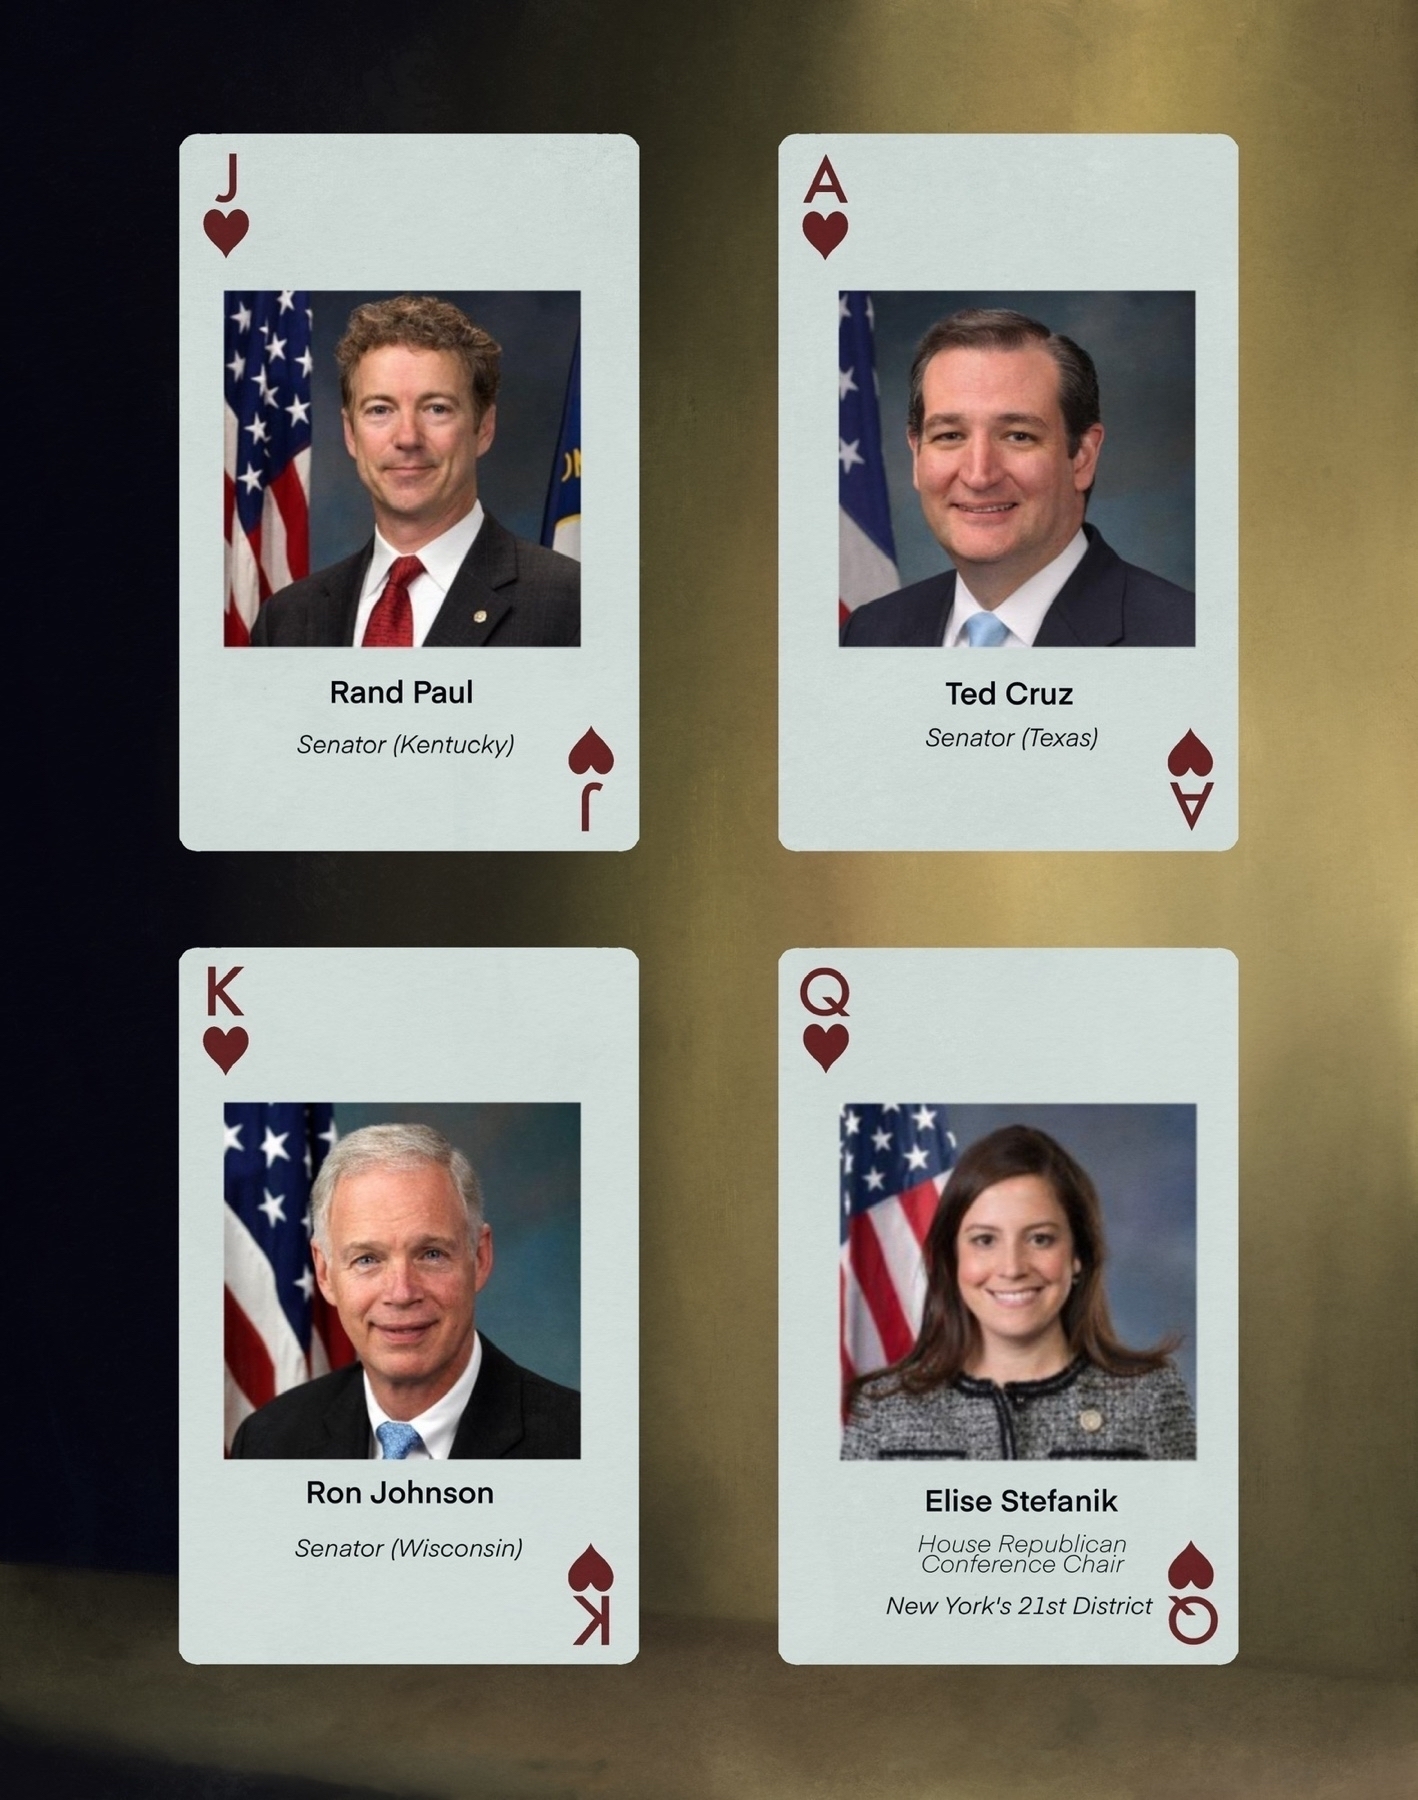 J
Rand Paul
Senator (Kentucky)
J
A
Ted Cruz
Senator (Texas)
A
K
Ron Johnson
Senator (Wisconsin)
K
Q
Elise Stefanik
House Republican
Conference Chair
New York's 21st District
Q